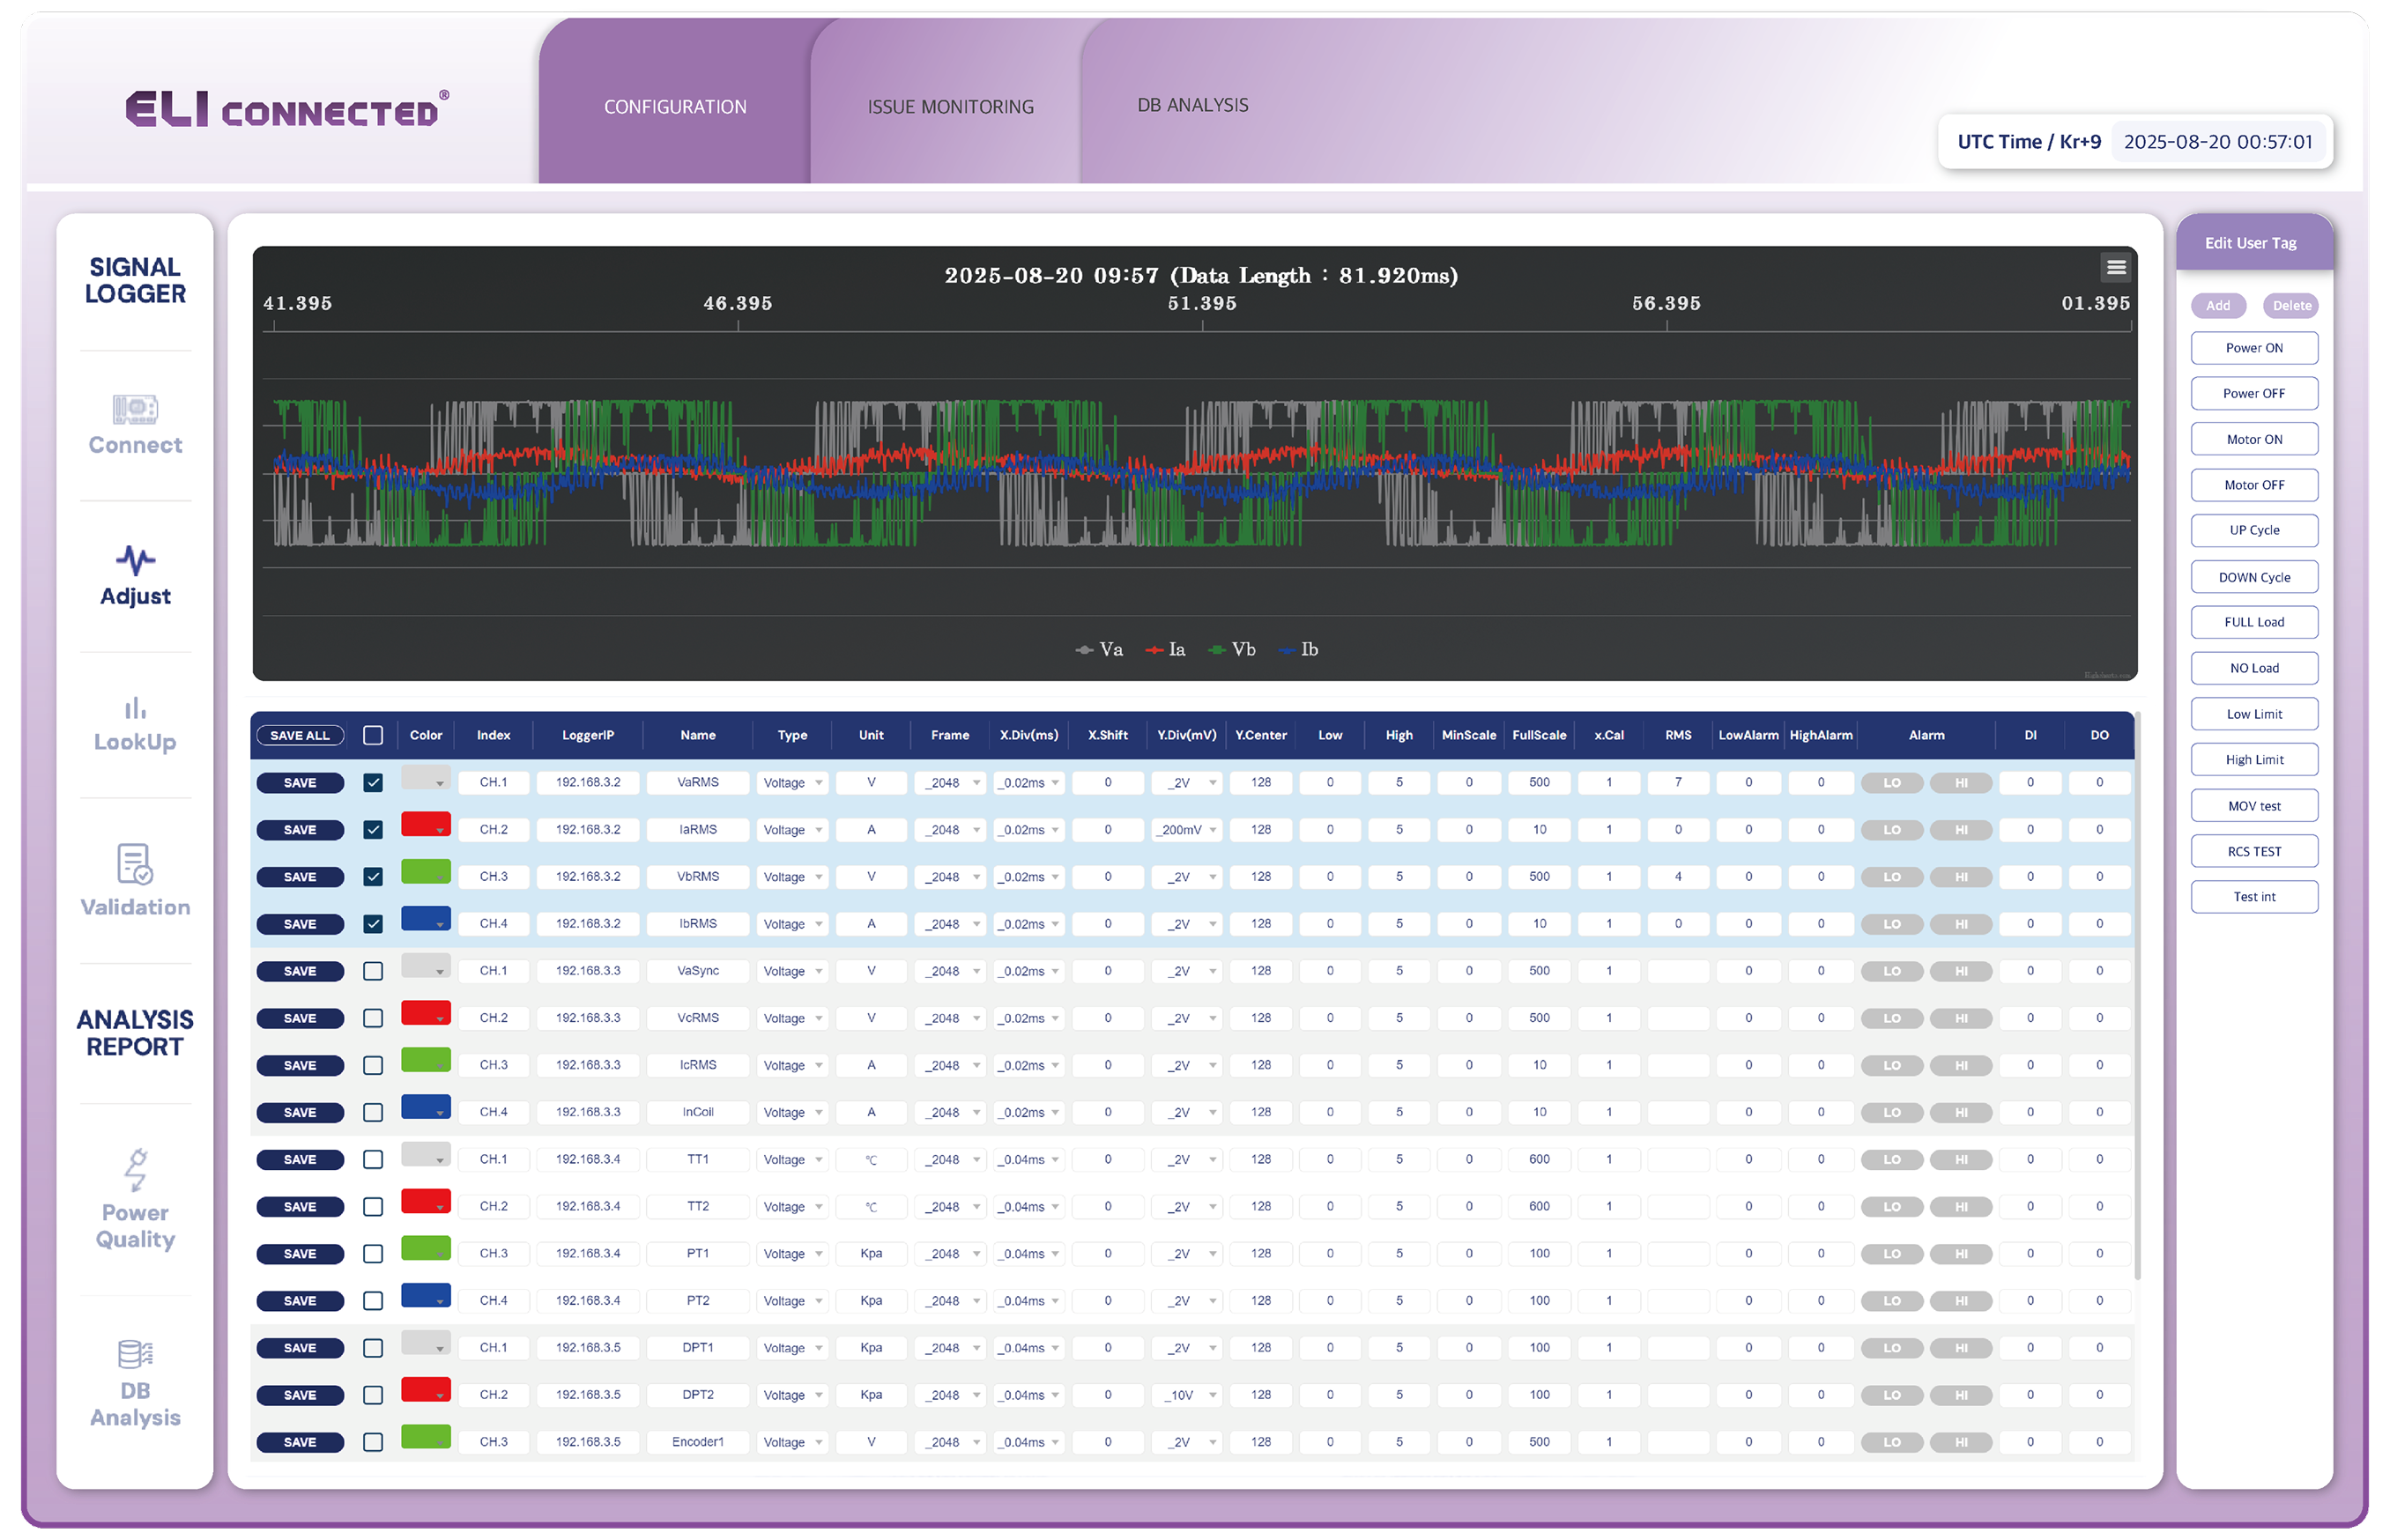 ELI CONNECTED®
CONFIGURATION
ISSUE MONITORING
DB ANALYSIS
UTC Time / Kr+9 2025-08-20 00:57:01
SIGNAL
LOGGER
Connect
Adjust
LookUp
Validation
ANALYSIS
REPORT
Power
Quality
DB
Analysis
2025-08-20 09:57 (Data Length : 81.920ms)
41.395 46.395 51.395 56.395 01.395
Va Ia Vb Ib
SAVE ALL Color Index LoggerIP Name Type Unit Frame X.Div(ms) X.Shift Y.Div(mV) Y.Center Low High MinScale FullScale x.Cal RMS LowAlarm HighAlarm Alarm DI DO
SAVE CH.1 192.168.3.2 VaRMS Voltage V _2048 _0.02ms 0 _2V 128 0 5 0 500 1 7 0 0 LO HI 0 0
SAVE CH.2 192.168.3.2 IaRMS Voltage A _2048 _0.02ms 0 _200mV 128 0 5 0 10 1 0 0 0 LO HI 0 0
SAVE CH.3 192.168.3.2 VbRMS Voltage V _2048 _0.02ms 0 _2V 128 0 5 0 500 1 4 0 0 LO HI 0 0
SAVE CH.4 192.168.3.2 IbRMS Voltage A _2048 _0.02ms 0 _2V 128 0 5 0 10 1 0 0 0 LO HI 0 0
SAVE CH.1 192.168.3.3 VaSync Voltage V _2048 _0.02ms 0 _2V 128 0 5 0 500 1 0 0 LO HI 0 0
SAVE CH.2 192.168.3.3 VcRMS Voltage V _2048 _0.02ms 0 _2V 128 0 5 0 500 1 0 0 LO HI 0 0
SAVE CH.3 192.168.3.3 IcRMS Voltage A _2048 _0.02ms 0 _2V 128 0 5 0 10 1 0 0 LO HI 0 0
SAVE CH.4 192.168.3.3 InCoil Voltage A _2048 _0.02ms 0 _2V 128 0 5 0 10 1 0 0 LO HI 0 0
SAVE CH.1 192.168.3.4 TT1 Voltage ℃ _2048 _0.04ms 0 _2V 128 0 5 0 600 1 0 0 LO HI 0 0
SAVE CH.2 192.168.3.4 TT2 Voltage ℃ _2048 _0.04ms 0 _2V 128 0 5 0 600 1 0 0 LO HI 0 0
SAVE CH.3 192.168.3.4 PT1 Voltage Kpa _2048 _0.04ms 0 _2V 128 0 5 0 100 1 0 0 LO HI 0 0
SAVE CH.4 192.168.3.4 PT2 Voltage Kpa _2048 _0.04ms 0 _2V 128 0 5 0 100 1 0 0 LO HI 0 0
SAVE CH.1 192.168.3.5 DPT1 Voltage Kpa _2048 _0.04ms 0 _2V 128 0 5 0 100 1 0 0 LO HI 0 0
SAVE CH.2 192.168.3.5 DPT2 Voltage Kpa _2048 _0.04ms 0 _10V 128 0 5 0 100 1 0 0 LO HI 0 0
SAVE CH.3 192.168.3.5 Encoder1 Voltage V _2048 _0.04ms 0 _2V 128 0 5 0 500 1 0 0 LO HI 0 0
Edit User Tag
Add Delete
Power ON
Power OFF
Motor ON
Motor OFF
UP Cycle
DOWN Cycle
FULL Load
NO Load
Low Limit
High Limit
MOV test
RCS TEST
Test int